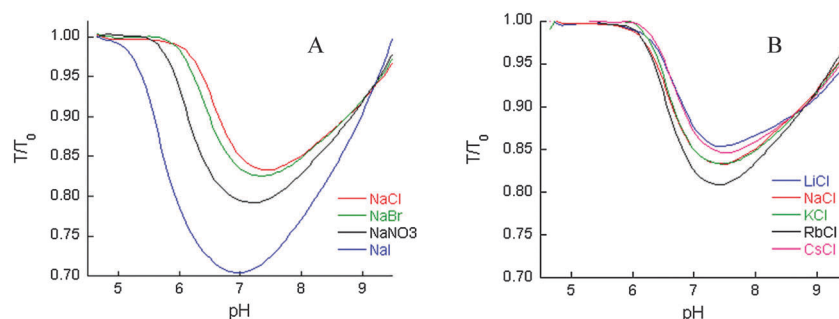 A
1.00
0.95
0.90
0.85
0.80
0.75
0.70
T/T0
5 6 7 8 9
pH
NaCl
NaBr
NaNO3
NaI
B
1.00
0.95
0.90
0.85
0.80
0.75
0.70
T/T0
5 6 7 8 9
pH
LiCl
NaCl
KCl
RbCl
CsCl